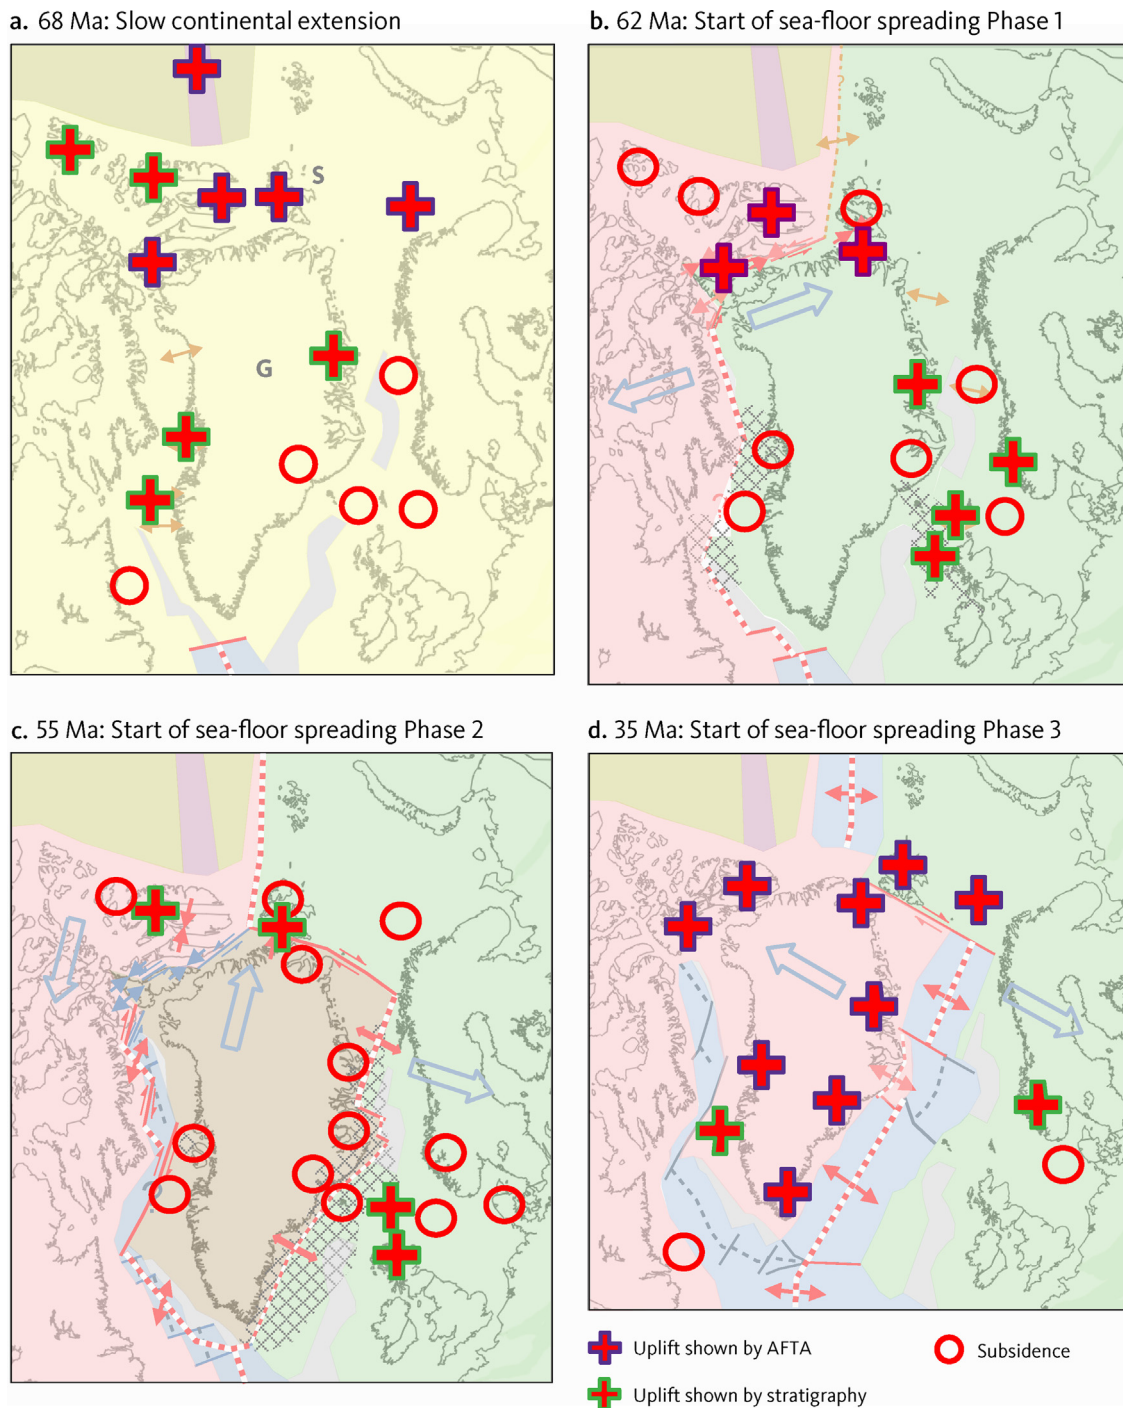 a. 68 Ma: Slow continental extension
b. 62 Ma: Start of sea-floor spreading Phase 1
S
G
c. 55 Ma: Start of sea-floor spreading Phase 2
d. 35 Ma: Start of sea-floor spreading Phase 3
?
Uplift shown by AFTA
Subsidence
Uplift shown by stratigraphy